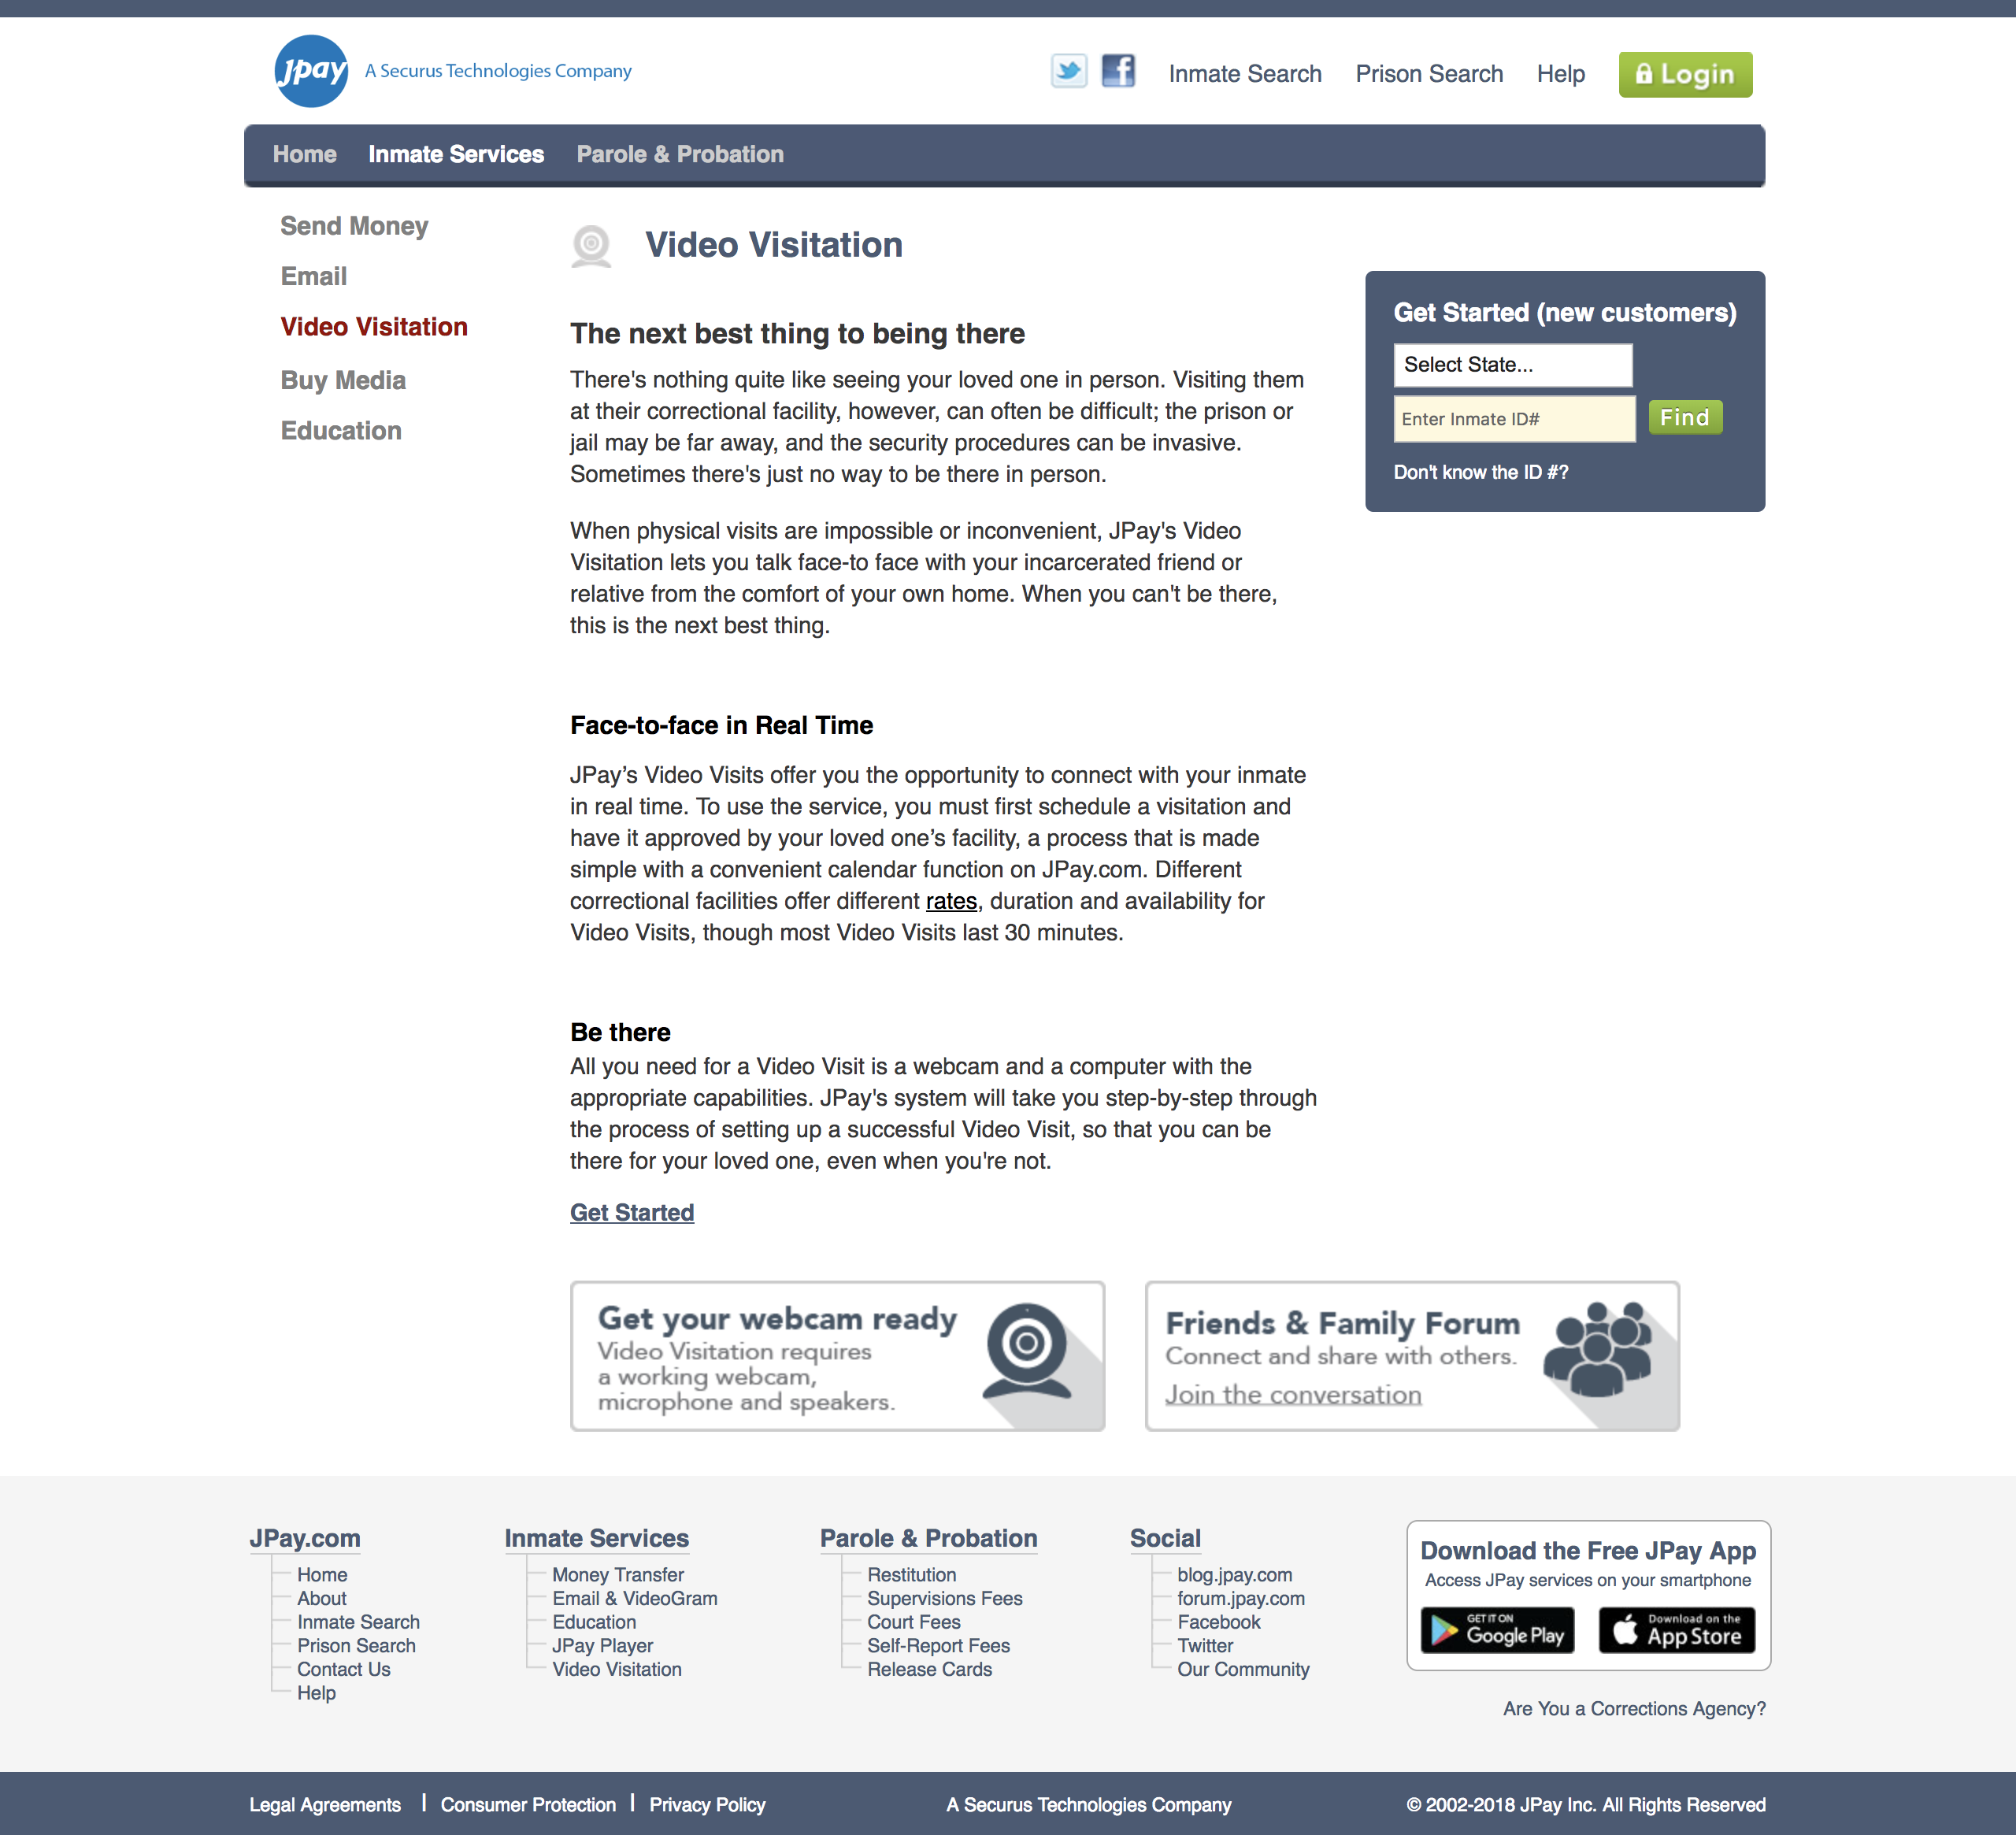 Jpay A Securus Technologies Company
Inmate Search Prison Search Help Login
Home Inmate Services Parole & Probation
Send Money
Email
Video Visitation
Buy Media
Education
Video Visitation
The next best thing to being there
There's nothing quite like seeing your loved one in person. Visiting them
at their correctional facility, however, can often be difficult; the prison or
jail may be far away, and the security procedures can be invasive.
Sometimes there's just no way to be there in person.
When physical visits are impossible or inconvenient, JPay's Video
Visitation lets you talk face-to face with your incarcerated friend or
relative from the comfort of your own home. When you can't be there,
this is the next best thing.
Face-to-face in Real Time
JPay’s Video Visits offer you the opportunity to connect with your inmate
in real time. To use the service, you must first schedule a visitation and
have it approved by your loved one’s facility, a process that is made
simple with a convenient calendar function on JPay.com. Different
correctional facilities offer different rates, duration and availability for
Video Visits, though most Video Visits last 30 minutes.
Be there
All you need for a Video Visit is a webcam and a computer with the
appropriate capabilities. JPay's system will take you step-by-step through
the process of setting up a successful Video Visit, so that you can be
there for your loved one, even when you're not.
Get Started
Get Started (new customers)
Select State...
Enter Inmate ID# Find
Don't know the ID #?
Get your webcam ready
Video Visitation requires
a working webcam,
microphone and speakers.
Friends & Family Forum
Connect and share with others.
Join the conversation
JPay.com
Home
About
Inmate Search
Prison Search
Contact Us
Help
Inmate Services
Money Transfer
Email & VideoGram
Education
JPay Player
Video Visitation
Parole & Probation
Restitution
Supervisions Fees
Court Fees
Self-Report Fees
Release Cards
Social
blog.jpay.com
forum.jpay.com
Facebook
Twitter
Our Community
Download the Free JPay App
Access JPay services on your smartphone
GET IT ON
Google Play
Download on the
App Store
Are You a Corrections Agency?
Legal Agreements | Consumer Protection | Privacy Policy
A Securus Technologies Company
© 2002-2018 JPay Inc. All Rights Reserved